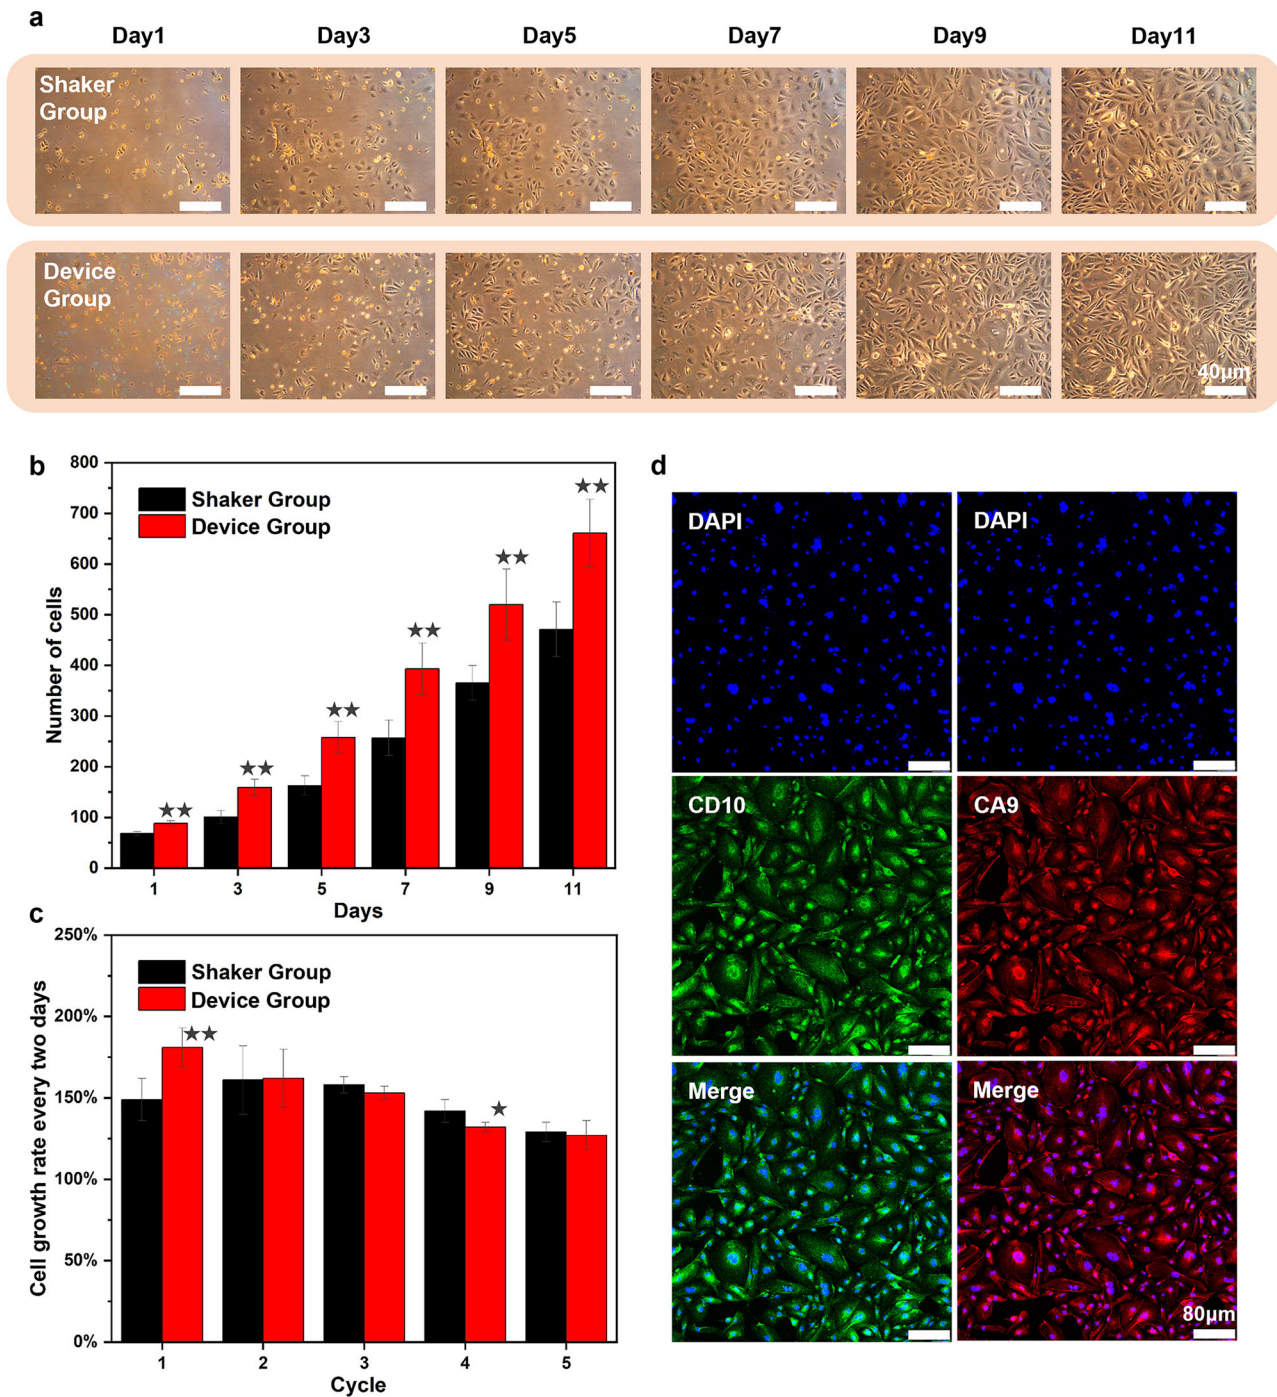 a
Day1 Day3 Day5 Day7 Day9 Day11
Shaker
Group
Device
Group
40μm
b
800
700
600
500
400
300
200
100
0
Number of cells
Shaker Group
Device Group
★★ ★★ ★★ ★★ ★★ ★★
1 3 5 7 9 11
Days
c
250%
200%
150%
100%
50%
0%
Cell growth rate every two days
Shaker Group
Device Group
★★ ★
1 2 3 4 5
Cycle
d
DAPI DAPI
CD10 CA9
Merge Merge
80μm